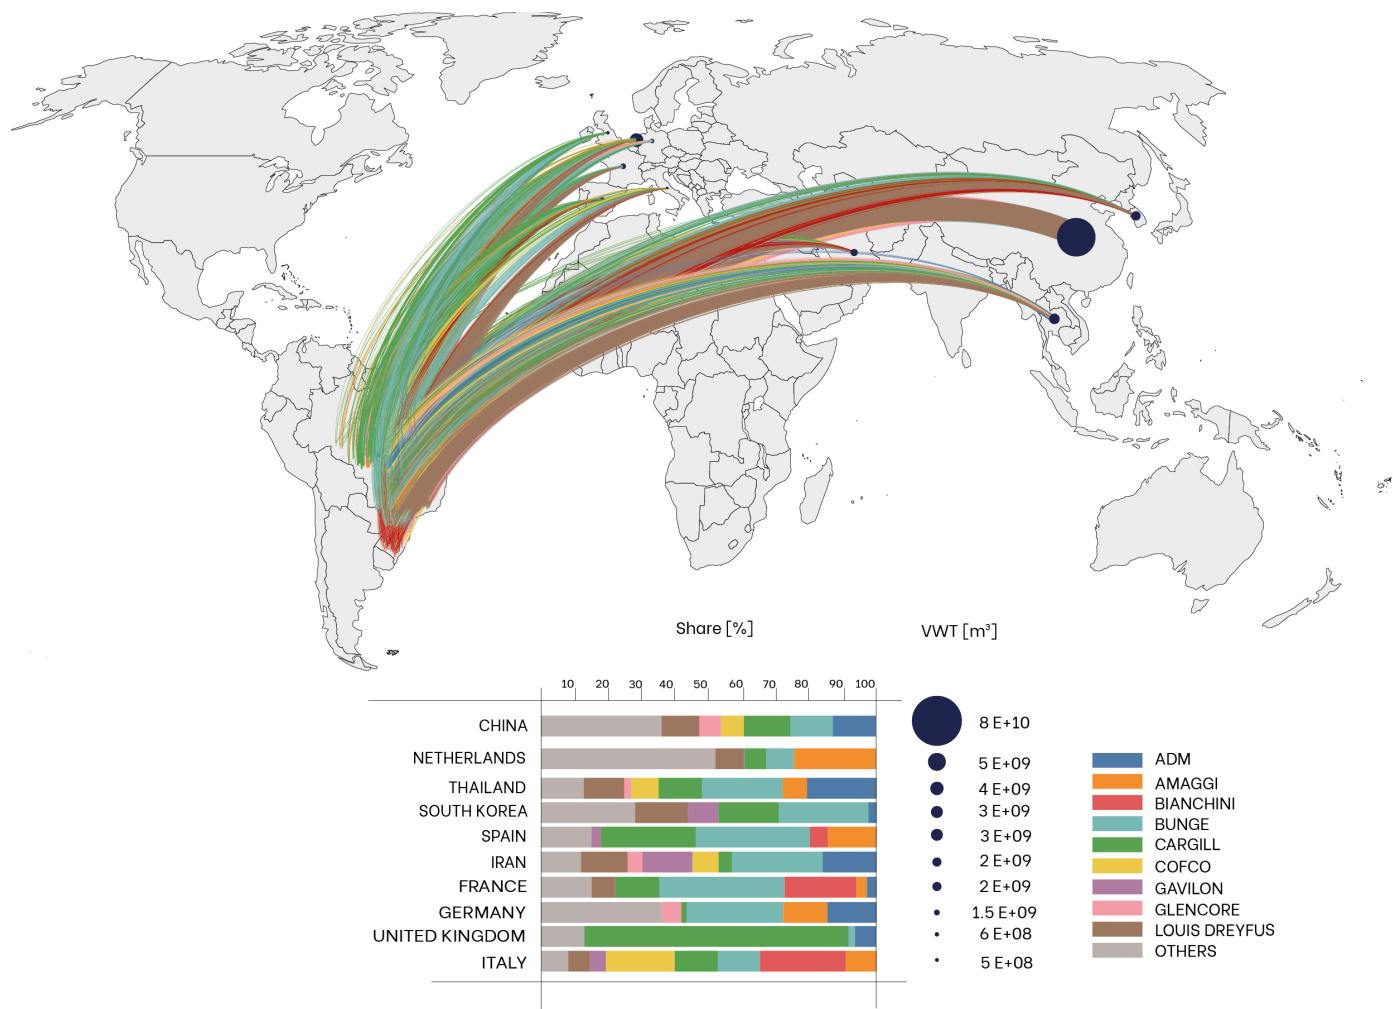 Share [%]
VWT [m³]
10 20 30 40 50 60 70 80 90 100
CHINA
8 E+10
NETHERLANDS
5 E+09
THAILAND
4 E+09
SOUTH KOREA
3 E+09
SPAIN
3 E+09
IRAN
2 E+09
FRANCE
2 E+09
GERMANY
1.5 E+09
UNITED KINGDOM
6 E+08
ITALY
5 E+08
ADM
AMAGGI
BIANCHINI
BUNGE
CARGILL
COFCO
GAVILON
GLENCORE
LOUIS DREYFUS
OTHERS